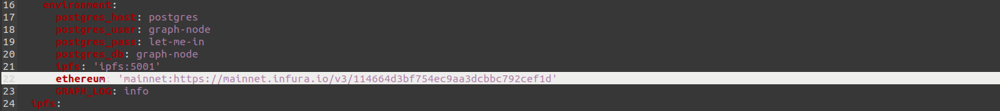 16 environment:
17 postgres_host: postgres
18 postgres_user: graph-node
19 postgres_pass: let-me-in
20 postgres_db: graph-node
21 ipfs: 'ipfs:5001'
22 ethereum: 'mainnet:https://mainnet.infura.io/v3/114664d3bf754ec9aa3dcbbc792cef1d'
23 GRAPH_LOG: info
24 ipfs: